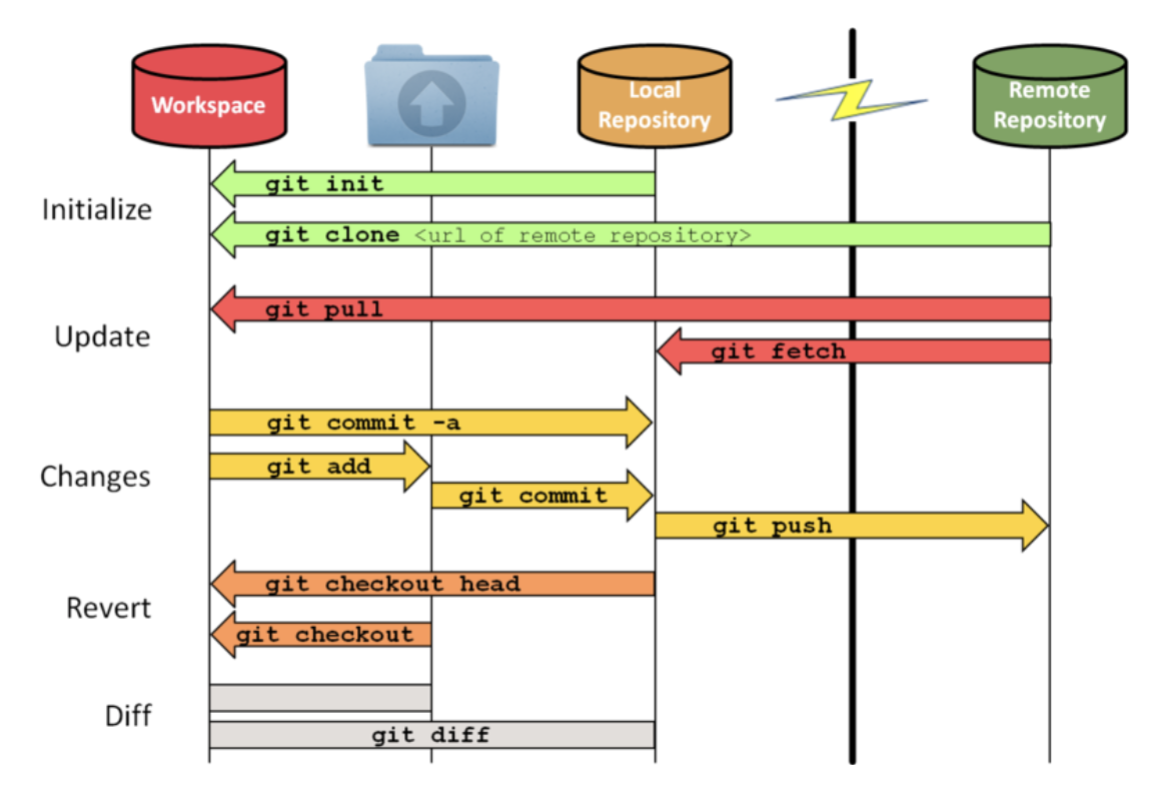 Workspace
Local
Repository
Remote
Repository
Initialize
git init
git clone <url of remote repository>
Update
git pull
git fetch
Changes
git commit -a
git add
git commit
git push
Revert
git checkout head
git checkout
Diff
git diff